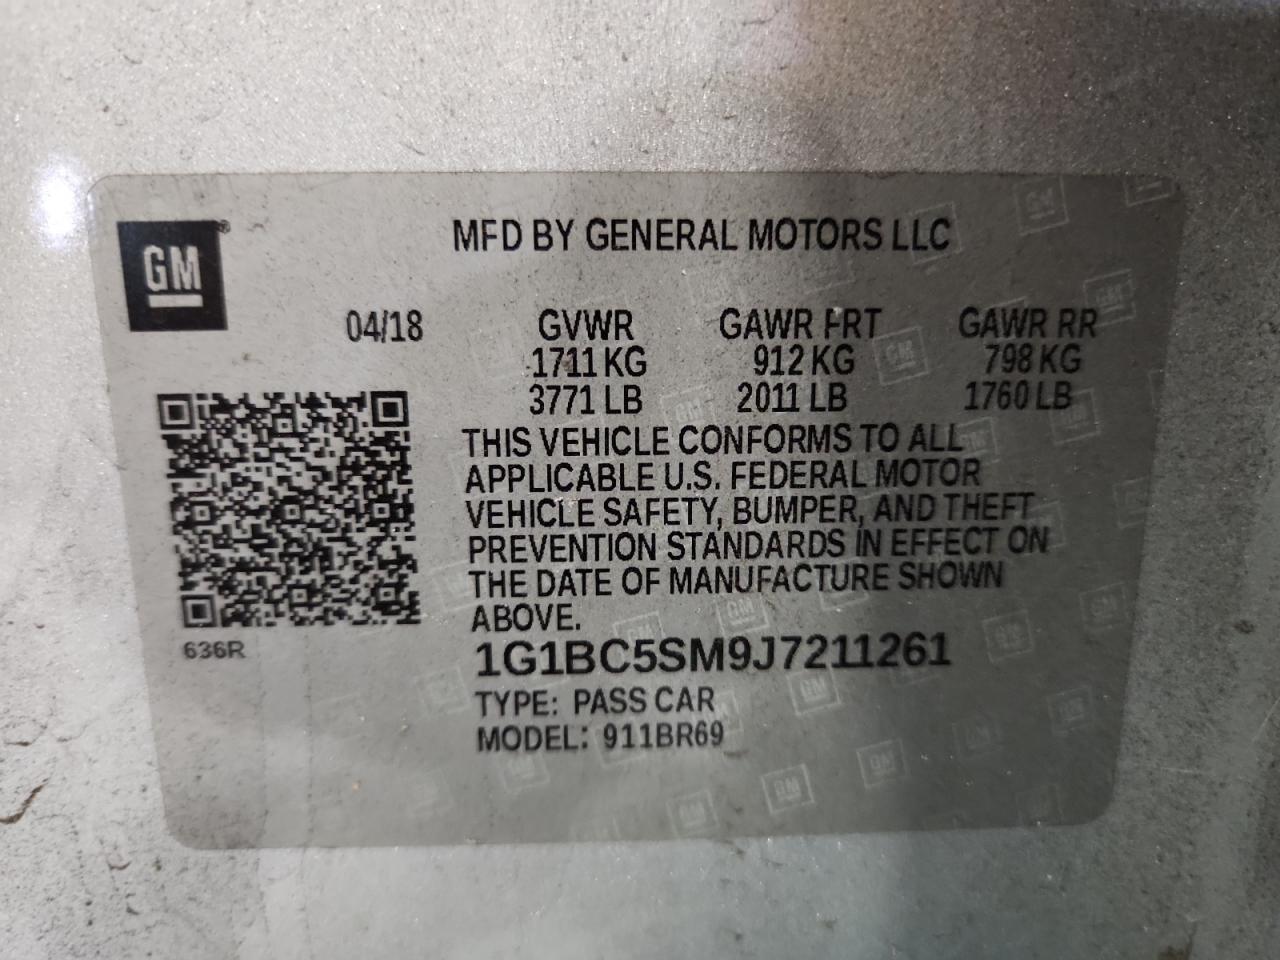 GM
MFD BY GENERAL MOTORS LLC
04/18 GVWR GAWR FRT GAWR RR
1711 KG 912 KG 798 KG
3771 LB 2011 LB 1760 LB
THIS VEHICLE CONFORMS TO ALL
APPLICABLE U.S. FEDERAL MOTOR
VEHICLE SAFETY, BUMPER, AND THEFT
PREVENTION STANDARDS IN EFFECT ON
THE DATE OF MANUFACTURE SHOWN
ABOVE.
636R
1G1BC5SM9J7211261
TYPE: PASS CAR
MODEL: 911BR69